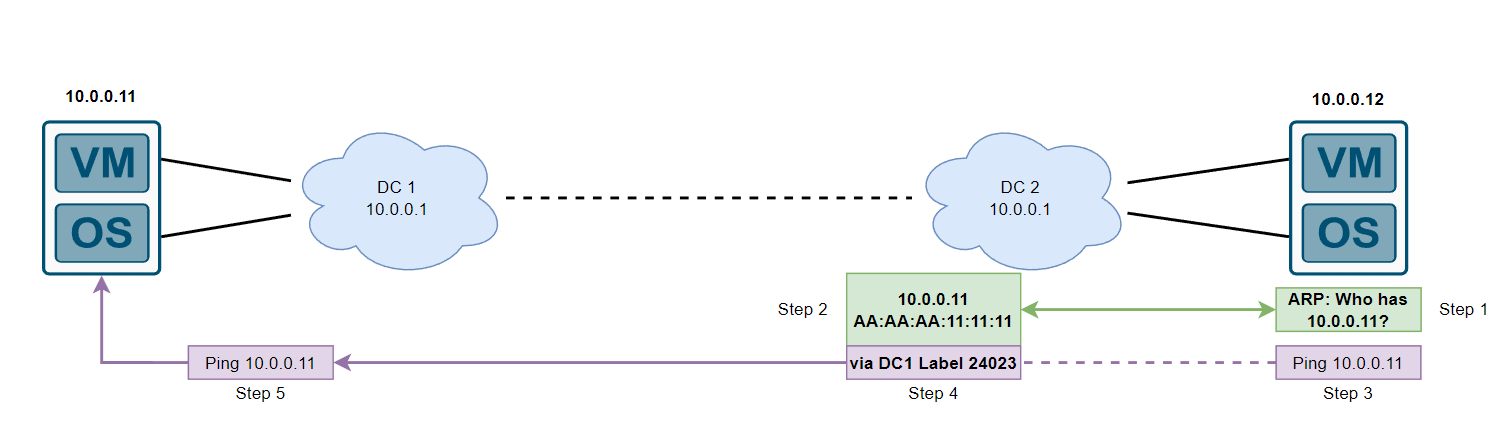 10.0.0.11
10.0.0.12
VM
OS
DC 1
10.0.0.1
DC 2
10.0.0.1
VM
OS
Step 2
10.0.0.11
AA:AA:AA:11:11:11
ARP: Who has
10.0.0.11?
Step 1
Ping 10.0.0.11
via DC1 Label 24023
Ping 10.0.0.11
Step 5
Step 4
Step 3